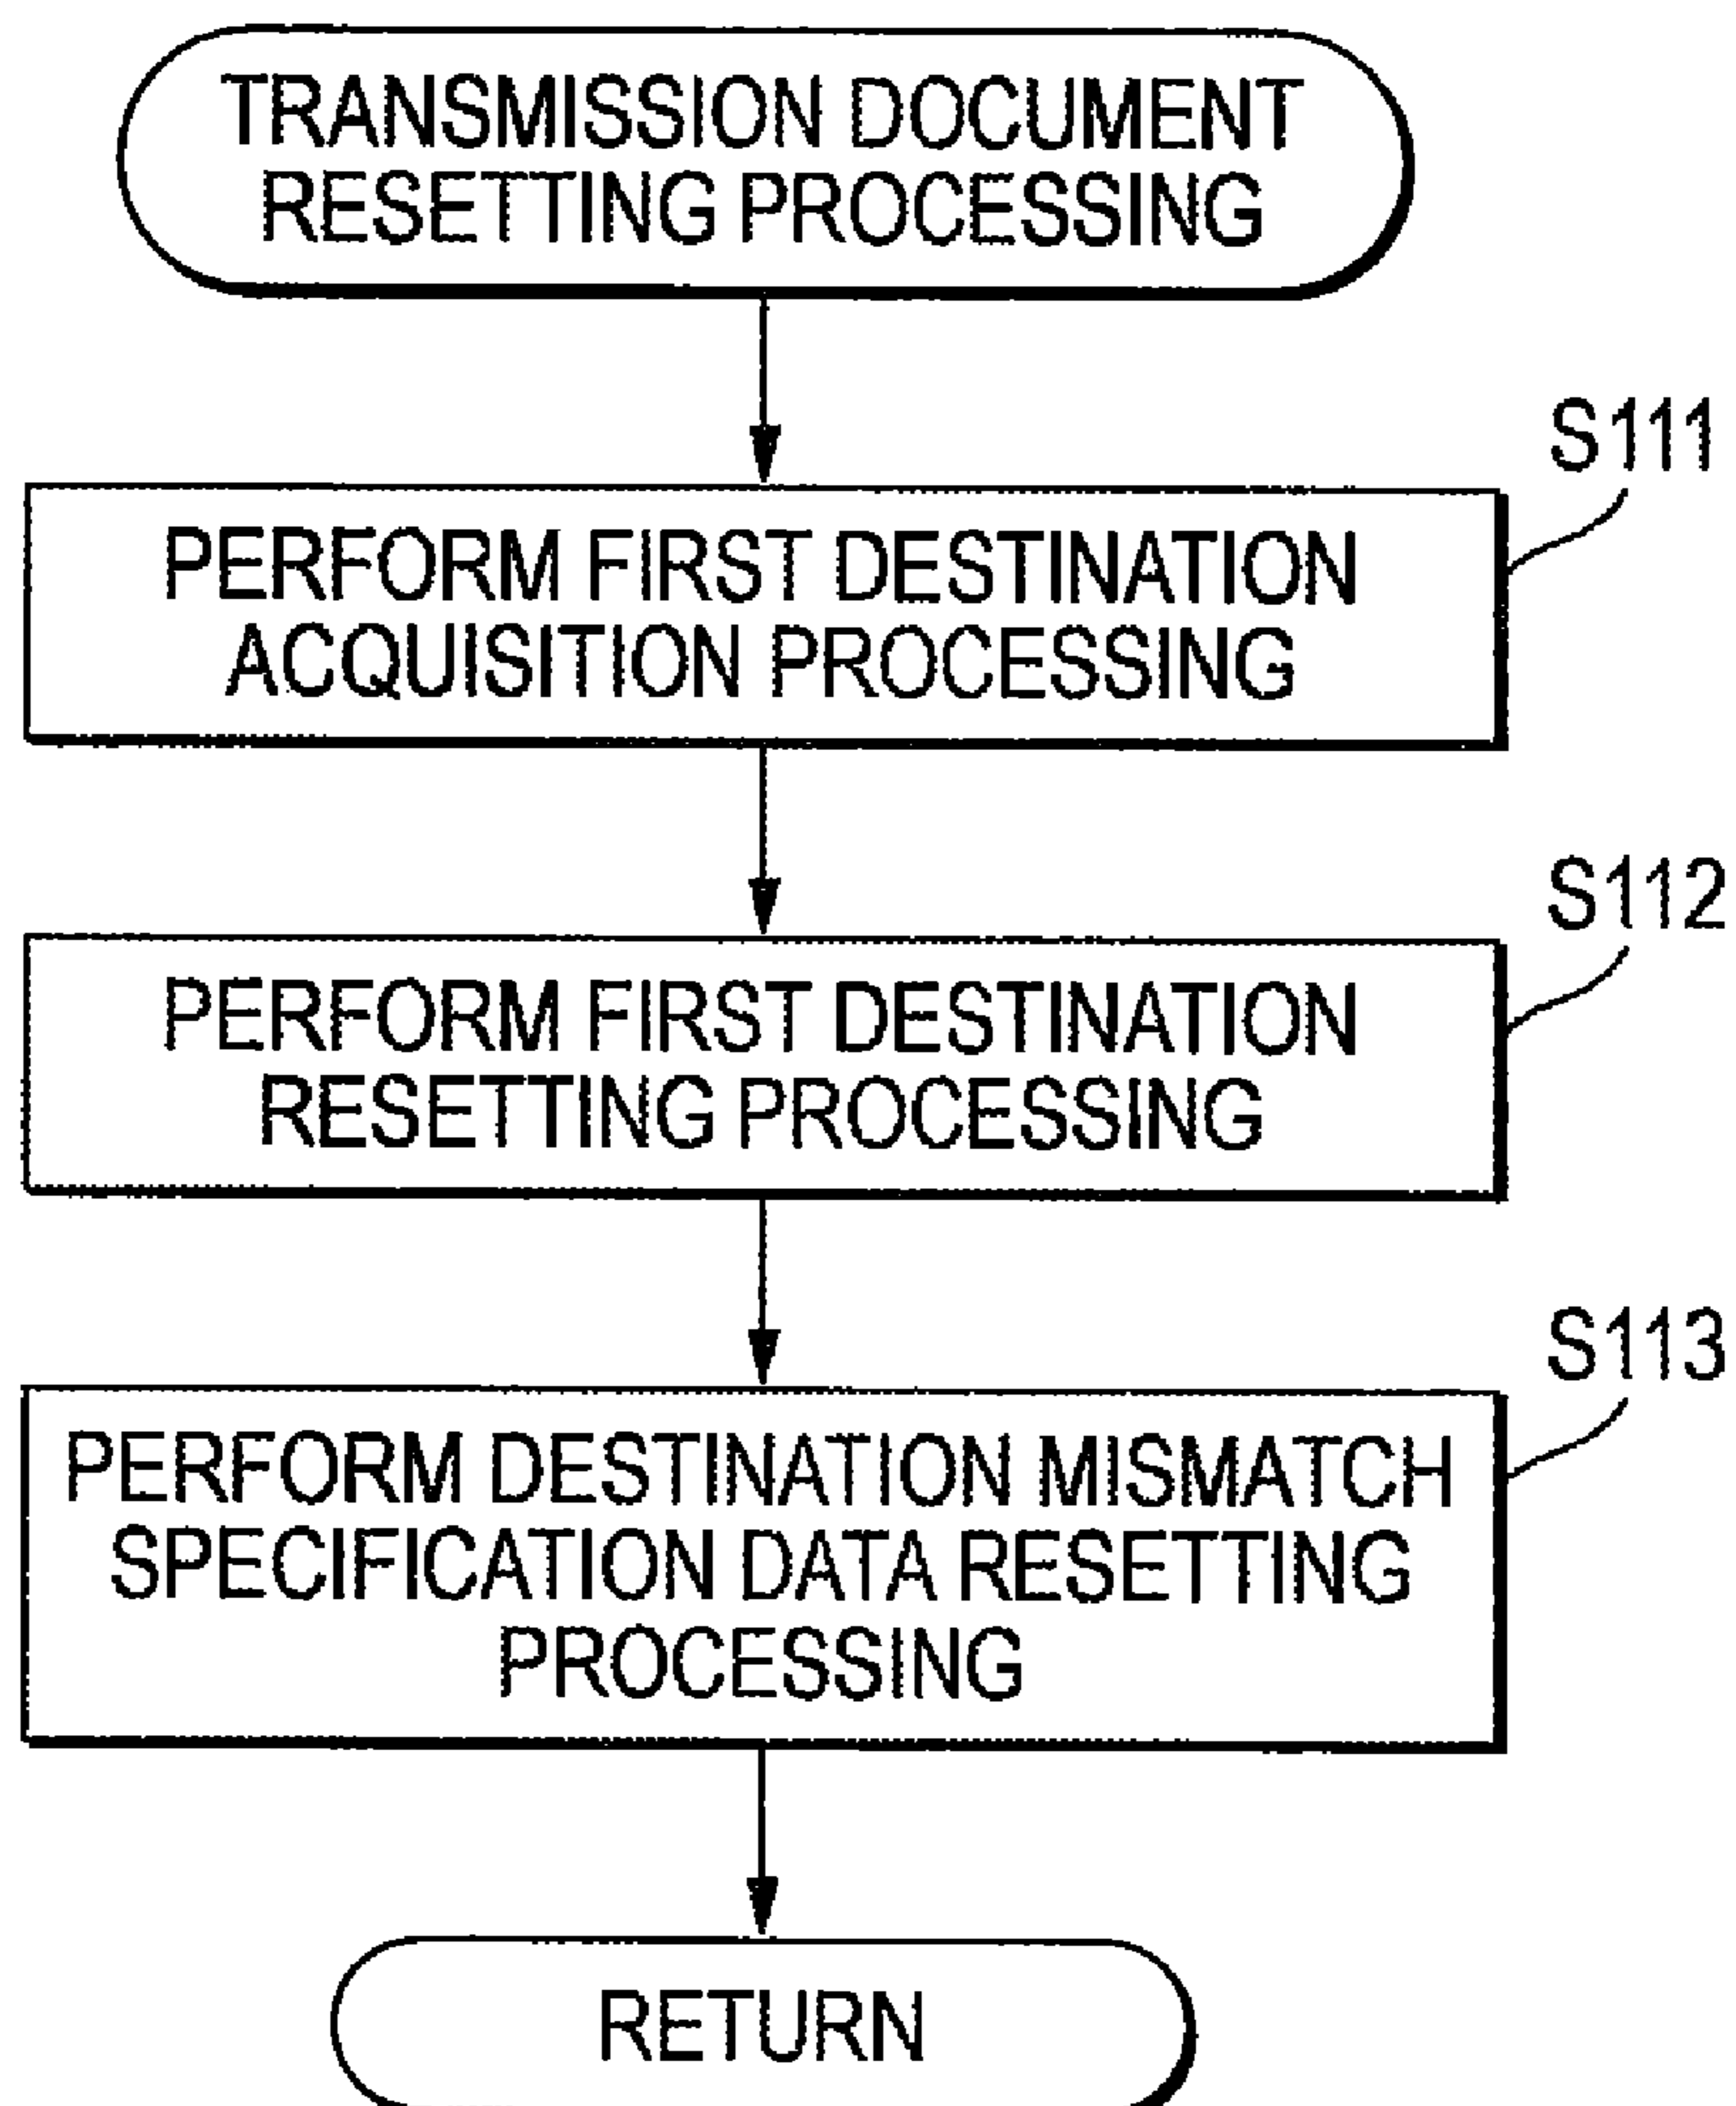 TRANSMISSION DOCUMENT
RESETTING PROCESSING
S111
PERFORM FIRST DESTINATION
ACQUISITION PROCESSING
S112
PERFORM FIRST DESTINATION
RESETTING PROCESSING
S113
PERFORM DESTINATION MISMATCH
SPECIFICATION DATA RESETTING
PROCESSING
RETURN